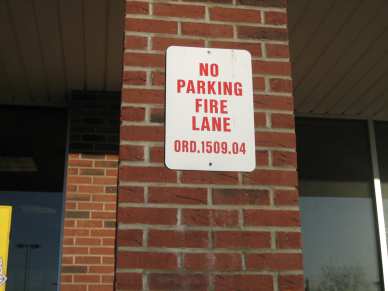 NO
PARKING
FIRE
LANE
ORD.1509.04